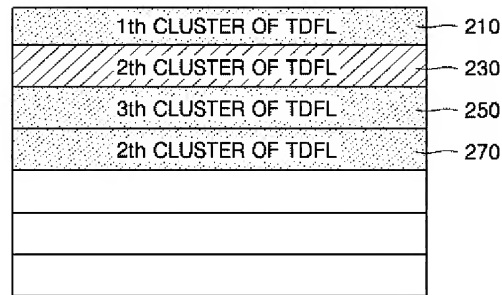 1th CLUSTER OF TDFL 210
2th CLUSTER OF TDFL 230
3th CLUSTER OF TDFL 250
2th CLUSTER OF TDFL 270